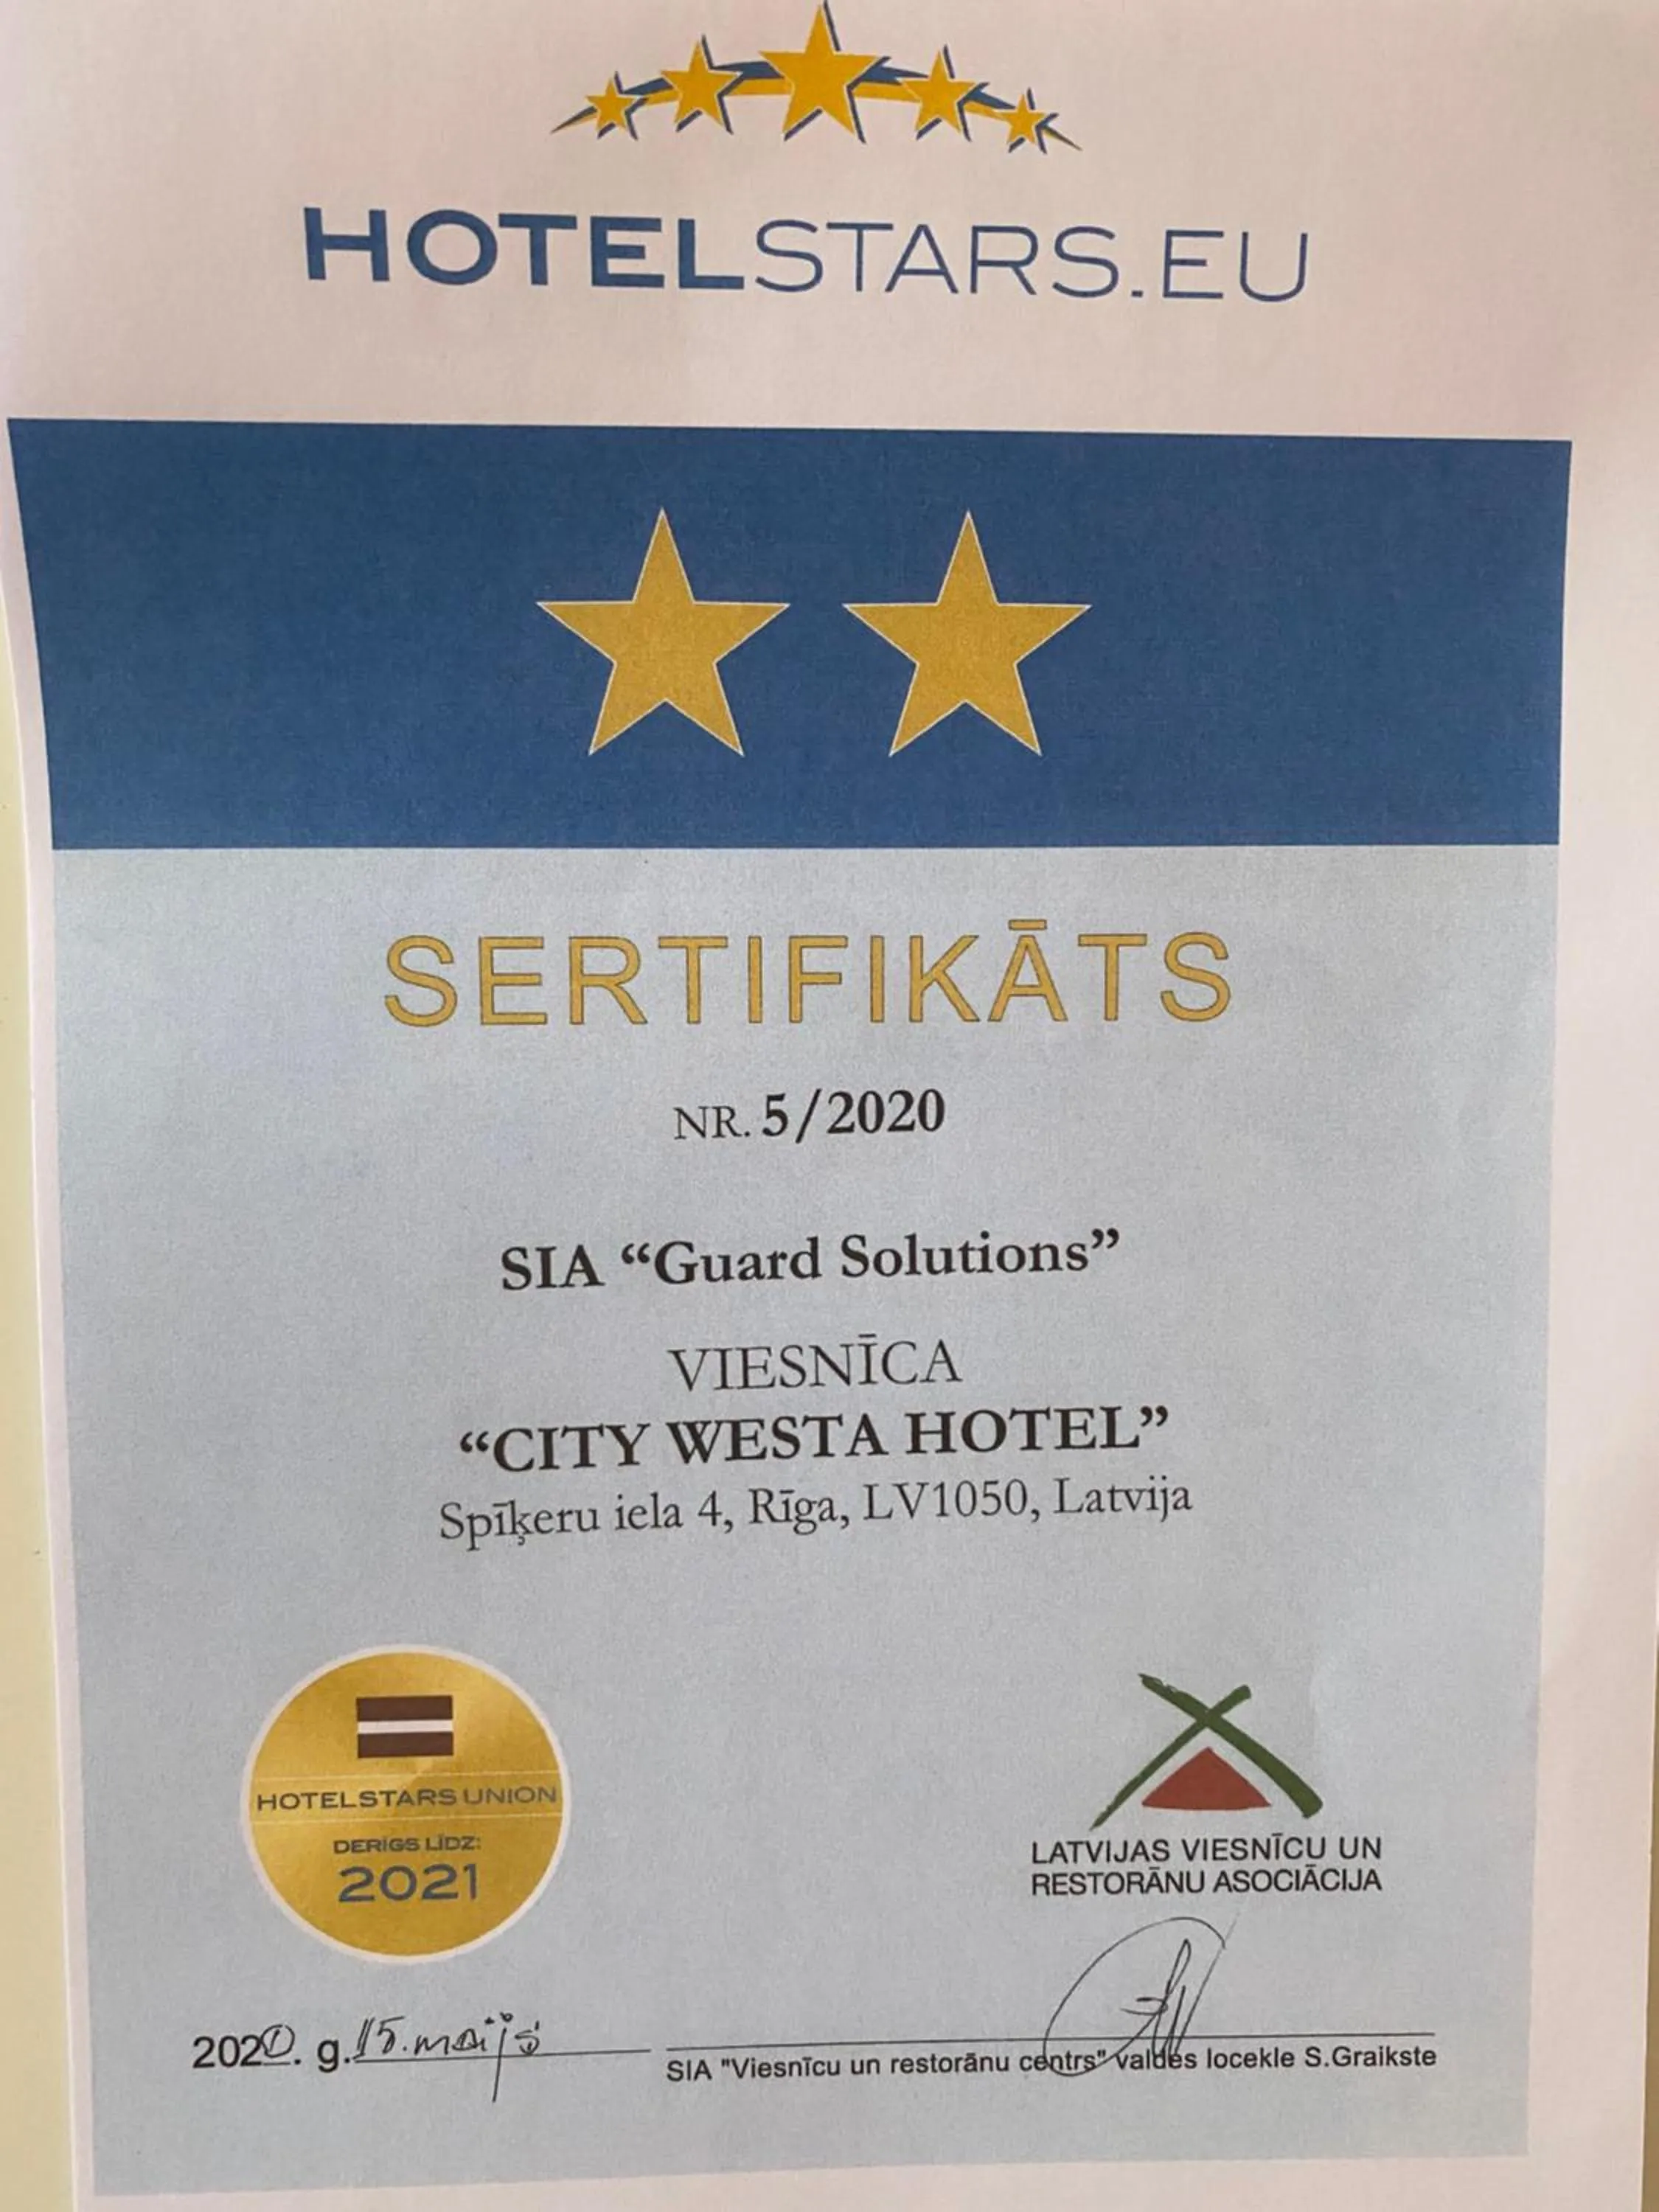 HOTELSTARS.EU
SERTIFIKĀTS
NR. 5/2020
SIA “Guard Solutions”
VIESNĪCA
“CITY WESTA HOTEL”
Spīķeru iela 4, Rīga, LV1050, Latvija
HOTELSTARS UNION
DERĪGS LĪDZ:
2021
LATVIJAS VIESNĪCU UN
RESTORĀNU ASOCIĀCIJA
2020. g. 15. maijs
SIA "Viesnīcu un restorānu centrs" valdes locekle S.Graikste